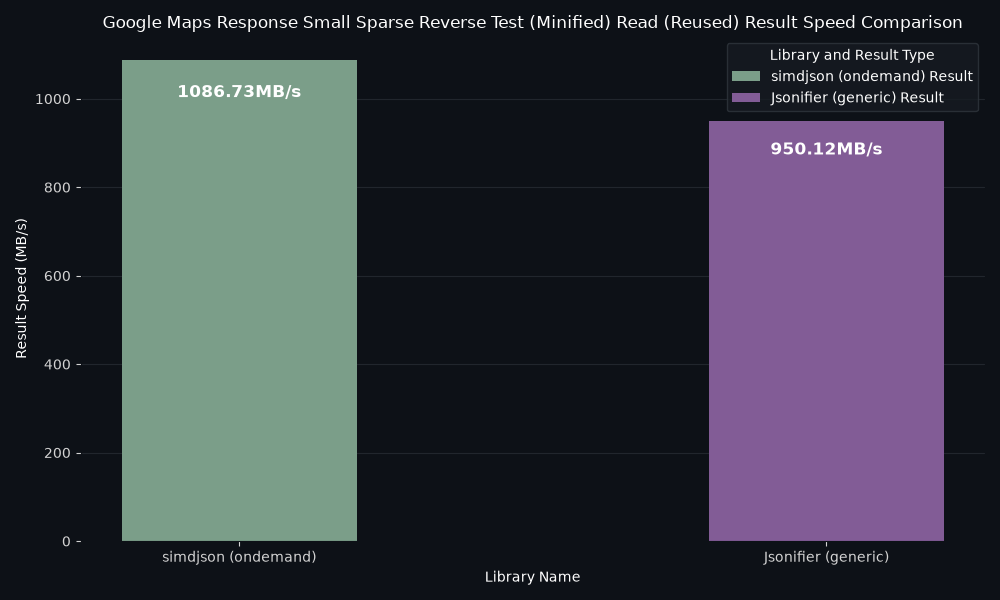 Google Maps Response Small Sparse Reverse Test (Minified) Read (Reused) Result Speed Comparison
Library and Result Type
simdjson (ondemand) Result
Jsonifier (generic) Result
1086.73MB/s
950.12MB/s
Result Speed (MB/s)
1000
800
600
400
200
0
simdjson (ondemand)
Jsonifier (generic)
Library Name